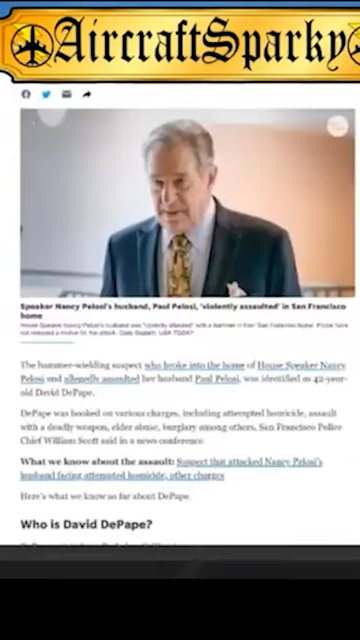 AircraftSparky
Speaker Nancy Pelosi's husband, Paul Pelosi, 'violently assaulted' in San Francisco
home
House Speaker Nancy Pelosi's husband was "violently attacked" with a hammer in their San Francisco home. Police have
not released a motive for the attack.
USA TODAY
The hammer-wielding suspect who broke into the home of House Speaker Nancy
Pelosi and allegedly assaulted her husband Paul Pelosi, was identified as 42-year-
old David DePape.
DePape was booked on various charges, including attempted homicide, assault
with a deadly weapon, elder abuse, burglary among others, San Francisco Police
Chief William Scott said in a news conference.
What we know about the assault: Suspect that attacked Nancy Pelosi's
husband facing attempted homicide, other charges
Here's what we know so far about DePape.
Who is David DePape?